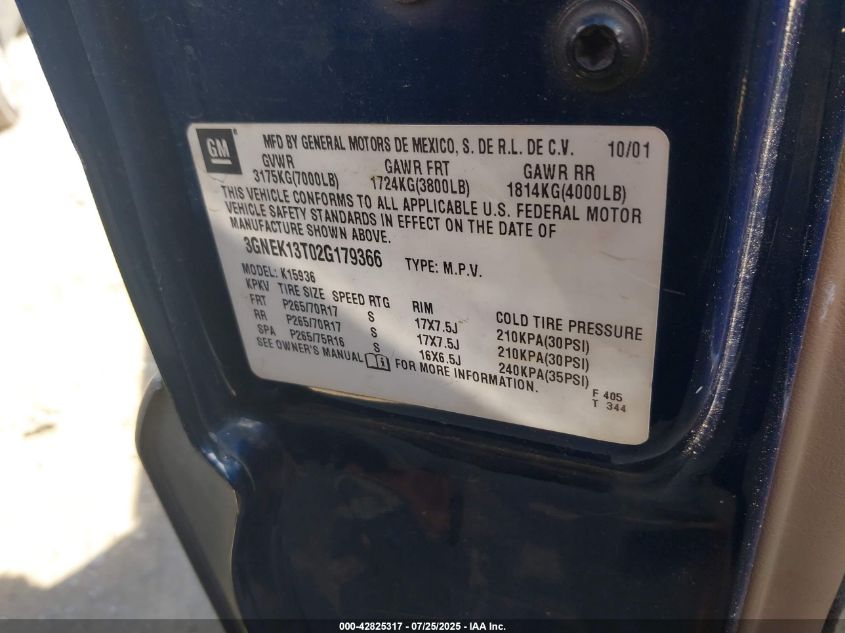 GM
MFD BY GENERAL MOTORS DE MEXICO, S. DE R.L. DE C.V. 10/01
GVWR GAWR FRT GAWR RR
3175KG(7000LB) 1724KG(3800LB) 1814KG(4000LB)
THIS VEHICLE CONFORMS TO ALL APPLICABLE U.S. FEDERAL MOTOR
VEHICLE SAFETY STANDARDS IN EFFECT ON THE DATE OF
MANUFACTURE SHOWN ABOVE.
3GNEK13T02G179366 TYPE: M.P.V.
MODEL: K15936
KPKV TIRE SIZE SPEED RTG RIM COLD TIRE PRESSURE
FRT P265/70R17 S 17X7.5J 210KPA(30PSI)
RR P265/70R17 S 17X7.5J 210KPA(30PSI)
SPA P265/75R16 S 16X6.5J 240KPA(35PSI)
SEE OWNER'S MANUAL FOR MORE INFORMATION.
F 405
T 344
000-42825317 / 07/25/2025 - IAA Inc.